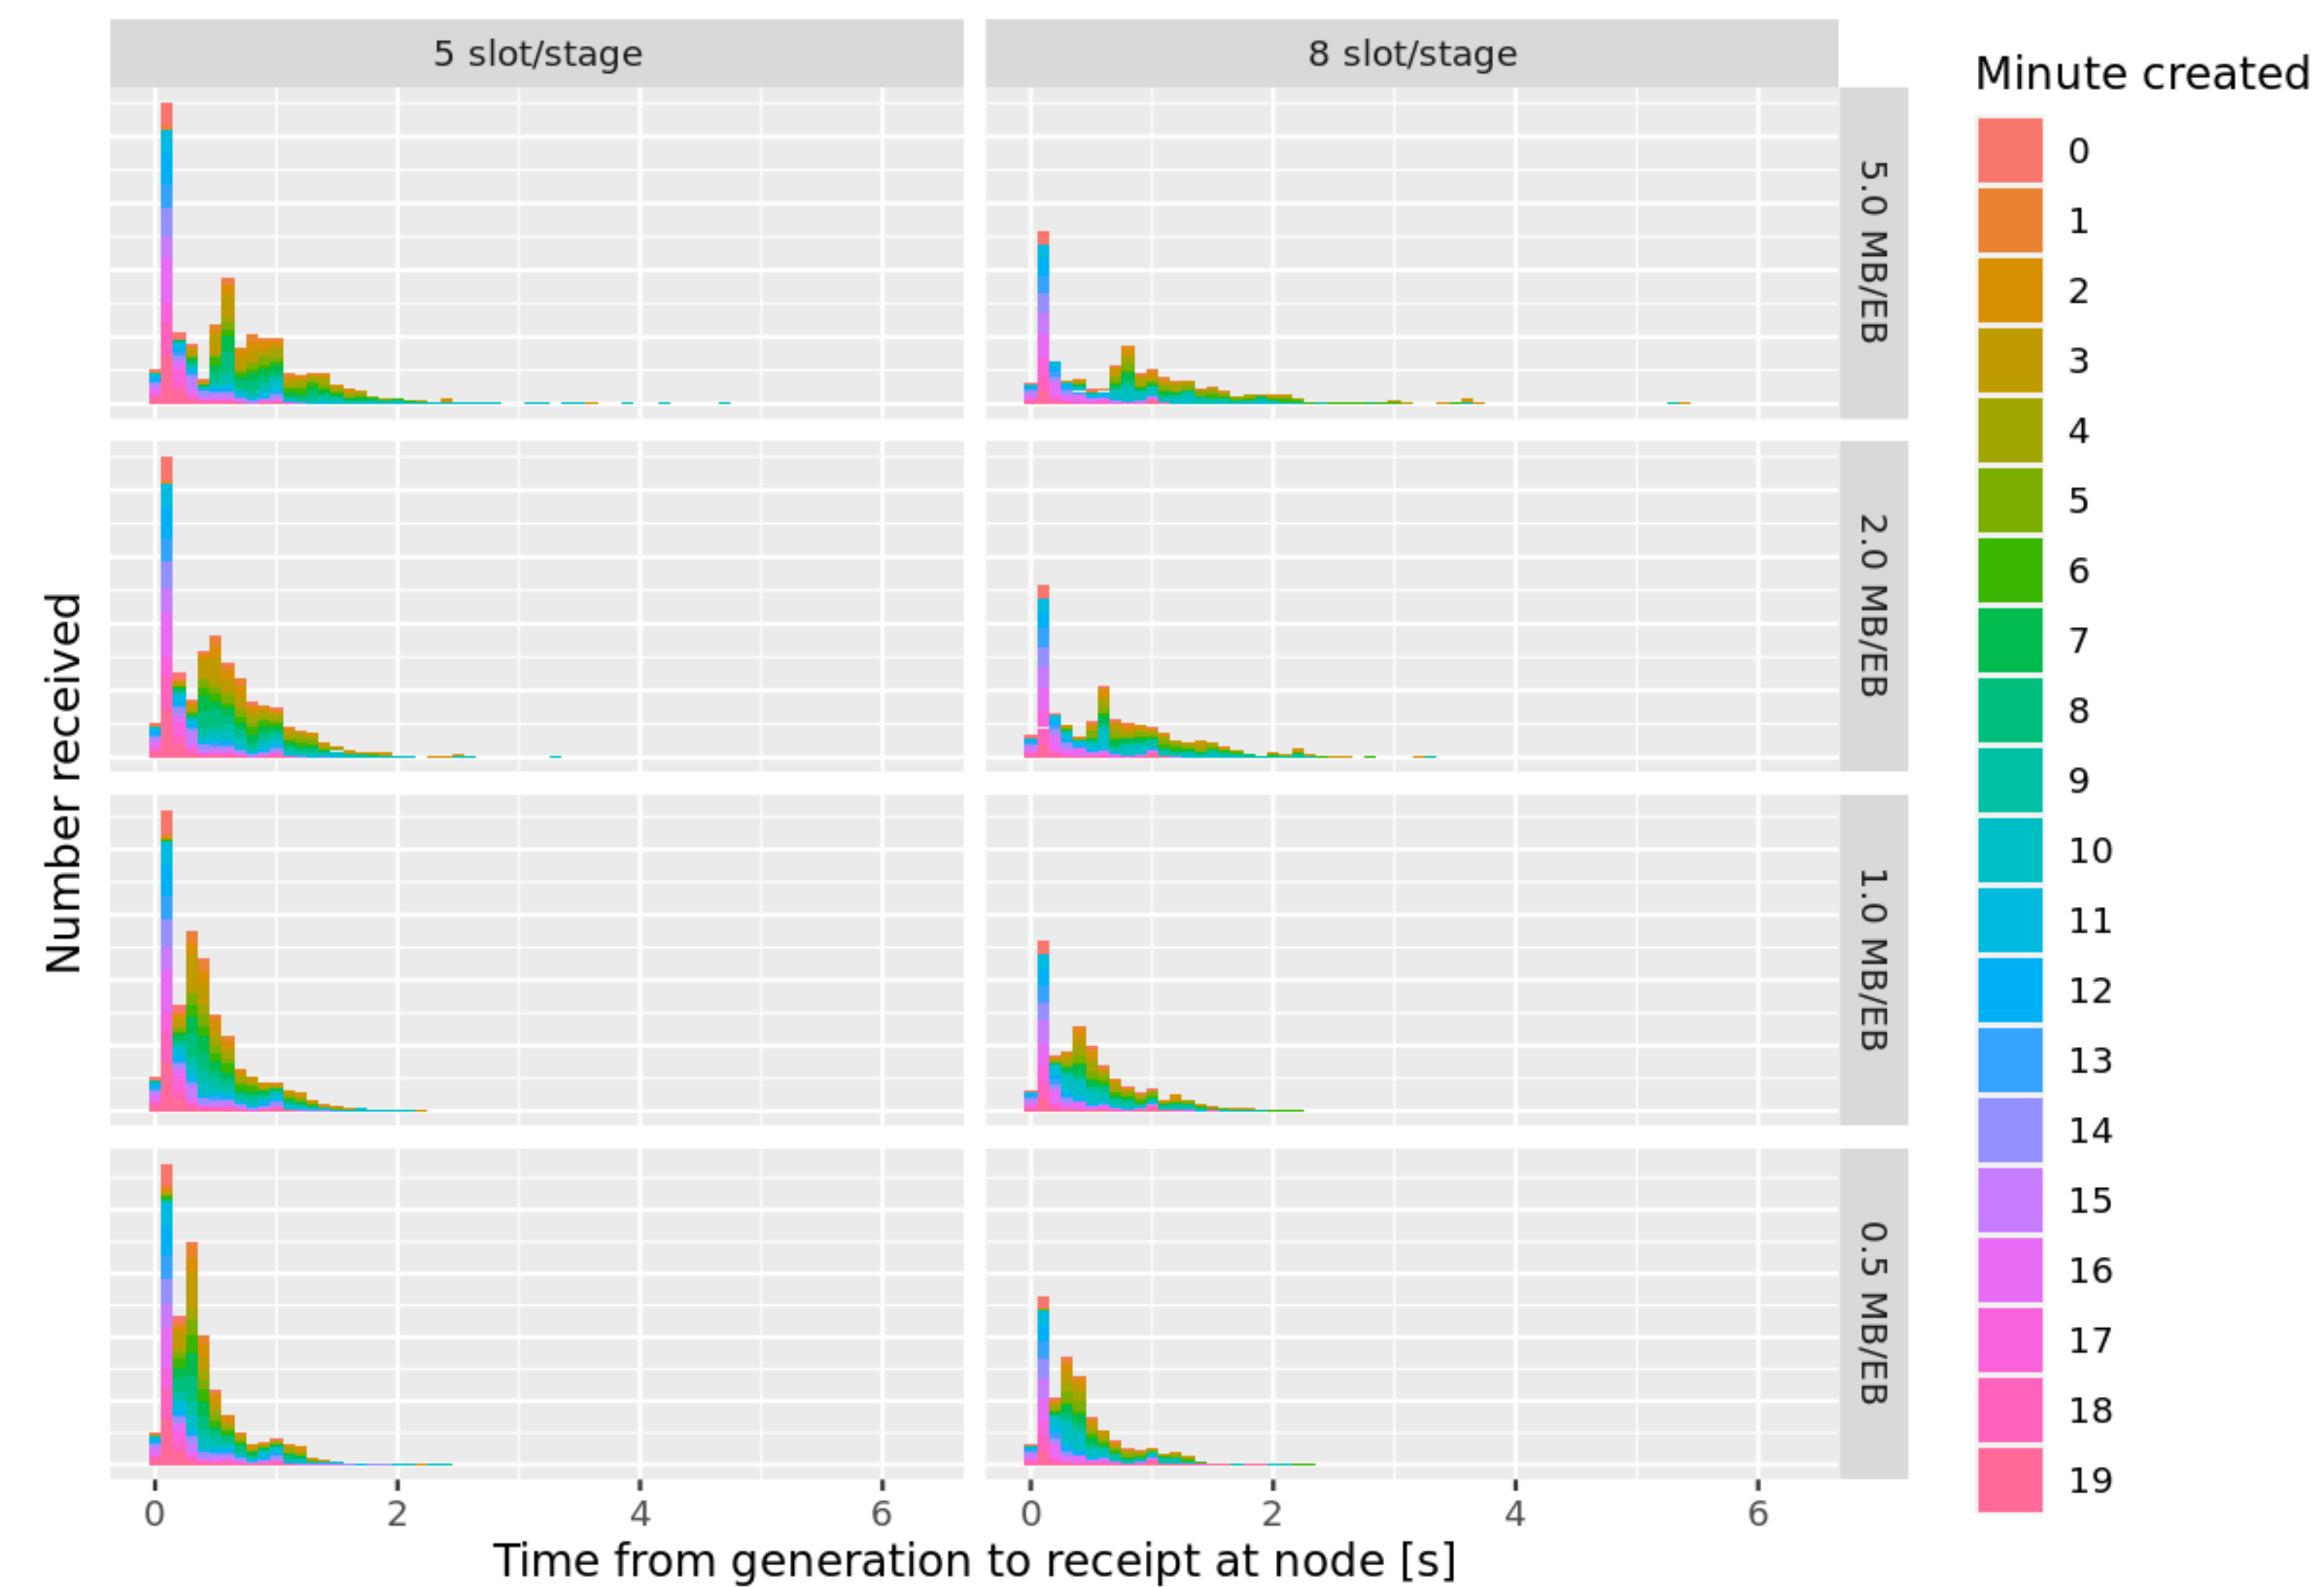 5 slot/stage
8 slot/stage
5.0 MB/EB
2.0 MB/EB
1.0 MB/EB
0.5 MB/EB
Number received
0 2 4 6
0 2 4 6
Time from generation to receipt at node [s]
Minute created
0
1
2
3
4
5
6
7
8
9
10
11
12
13
14
15
16
17
18
19